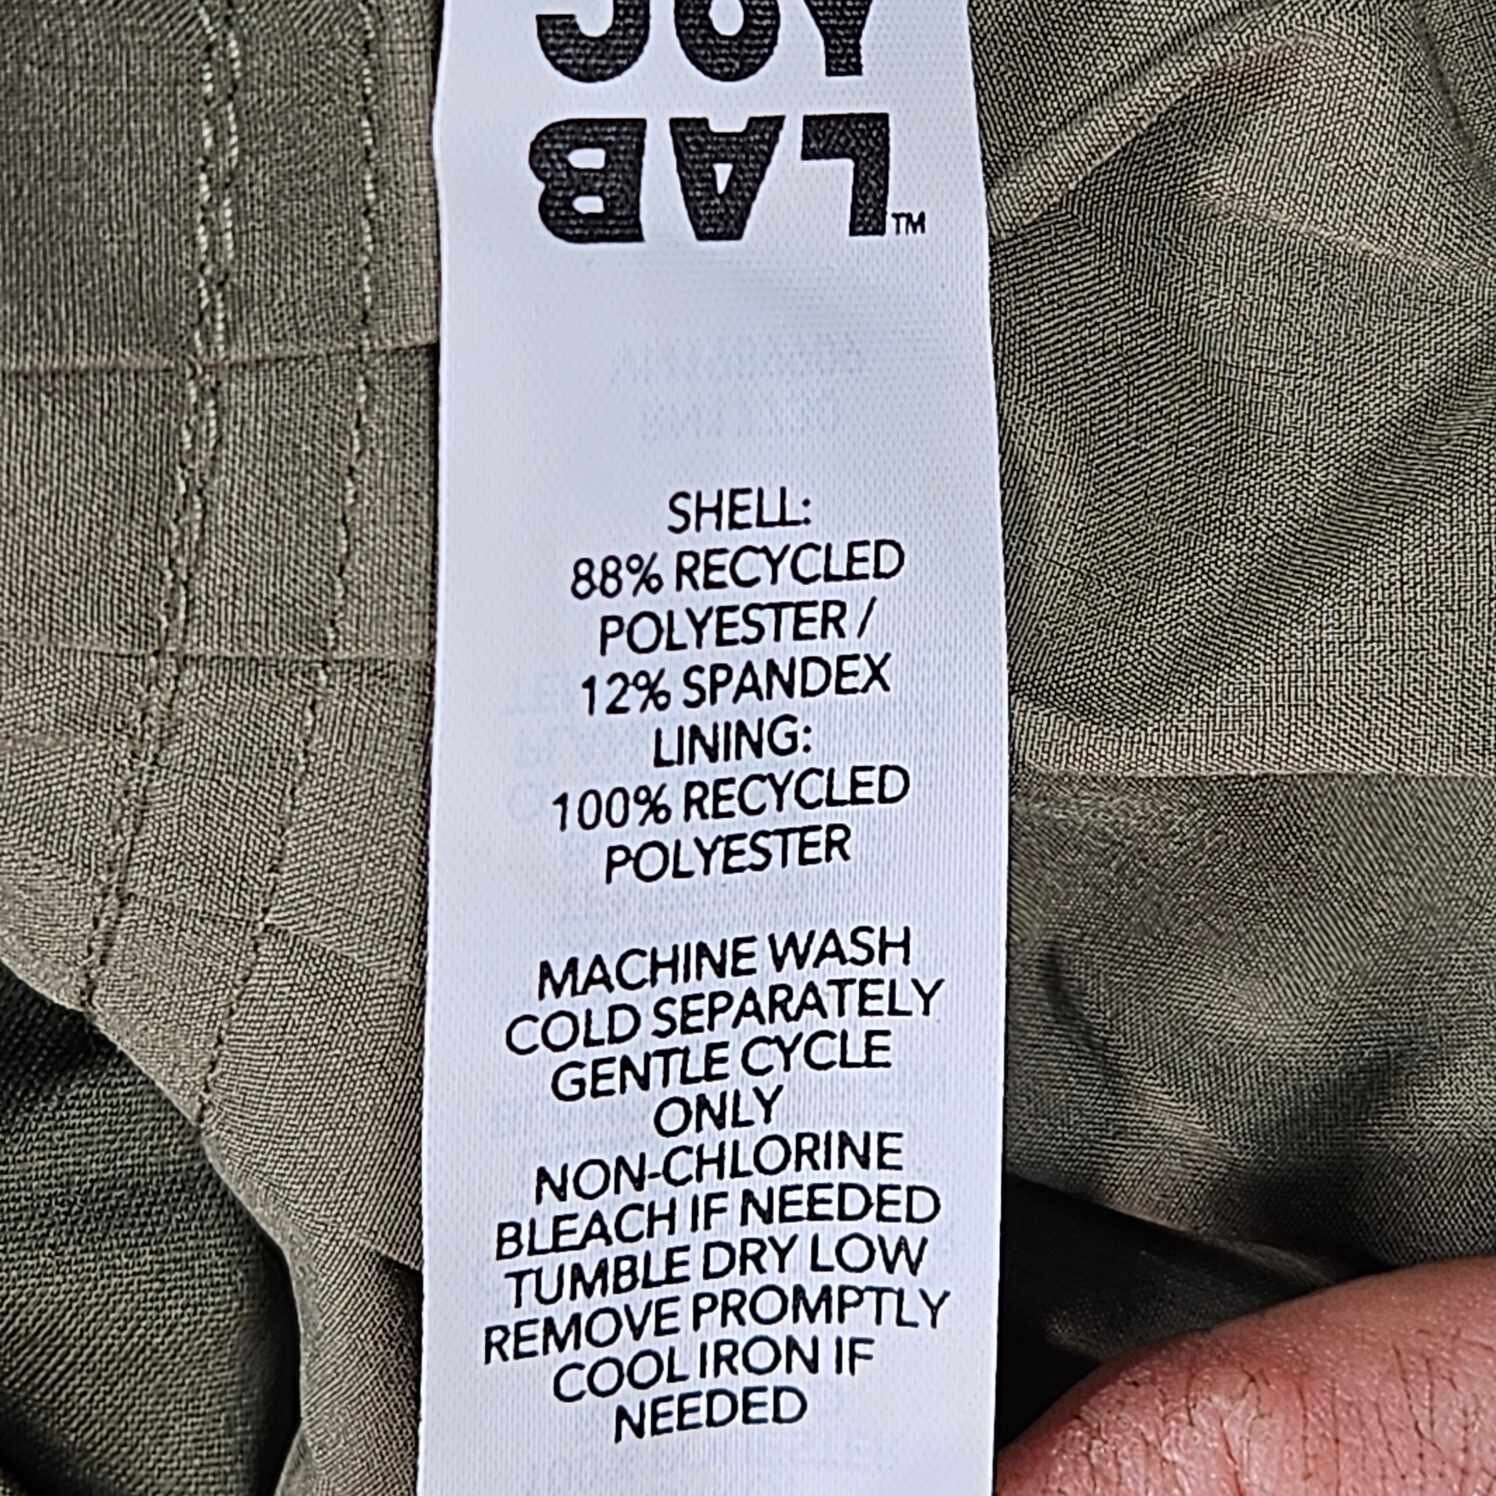 JOY
LAB™
SHELL:
88% RECYCLED
POLYESTER /
12% SPANDEX
LINING:
100% RECYCLED
POLYESTER
MACHINE WASH
COLD SEPARATELY
GENTLE CYCLE
ONLY
NON-CHLORINE
BLEACH IF NEEDED
TUMBLE DRY LOW
REMOVE PROMPTLY
COOL IRON IF
NEEDED